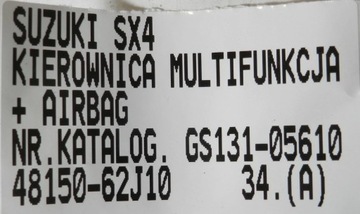 SUZUKI SX4
KIEROWNICA MULTIFUNKCJA
+ AIRBAG
NR.KATALOG. GS131-05610
48150-62J10 34.(A)